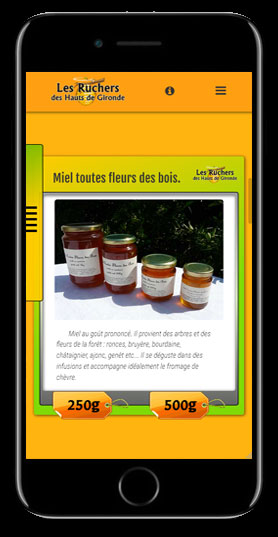 Les Ruchers
des Hauts de Gironde
Miel toutes fleurs des bois.
Les Ruchers
des Hauts de Gironde
Miel au goût prononcé. Il provient des arbres et des
fleurs de la forêt : ronces, bruyère, bourdaine,
châtaignier, ajonc, genêt etc... Il se déguste dans des
infusions et accompagne idéalement le fromage de
chèvre.
250g
500g